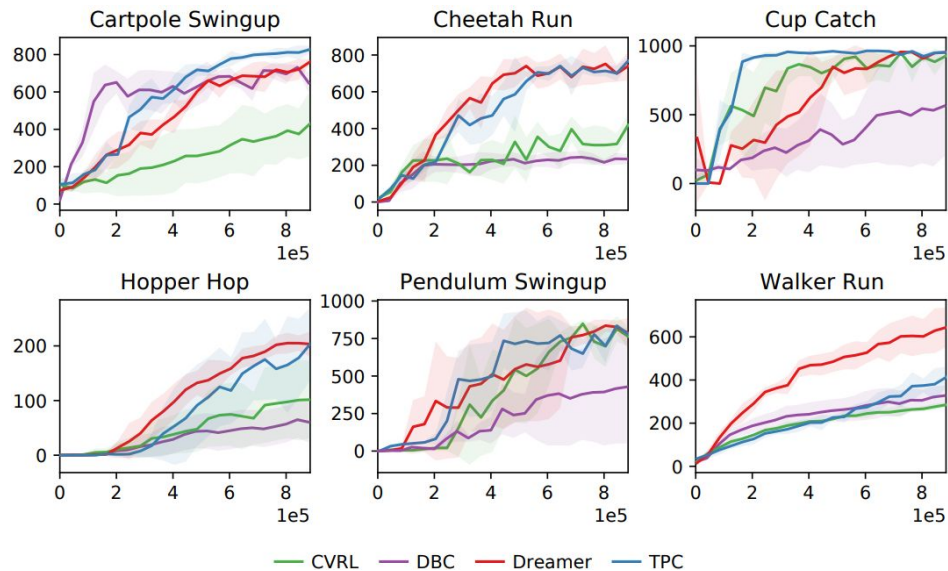 Cartpole Swingup
Cheetah Run
Cup Catch
800
600
400
200
0
0 2 4 6 8
1e5
800
600
400
200
0
0 2 4 6 8
1e5
1000
500
0
0 2 4 6 8
1e5
Hopper Hop
Pendulum Swingup
Walker Run
200
100
0
0 2 4 6 8
1e5
1000
750
500
250
0
0 2 4 6 8
1e5
600
400
200
0
0 2 4 6 8
1e5
CVRL DBC Dreamer TPC